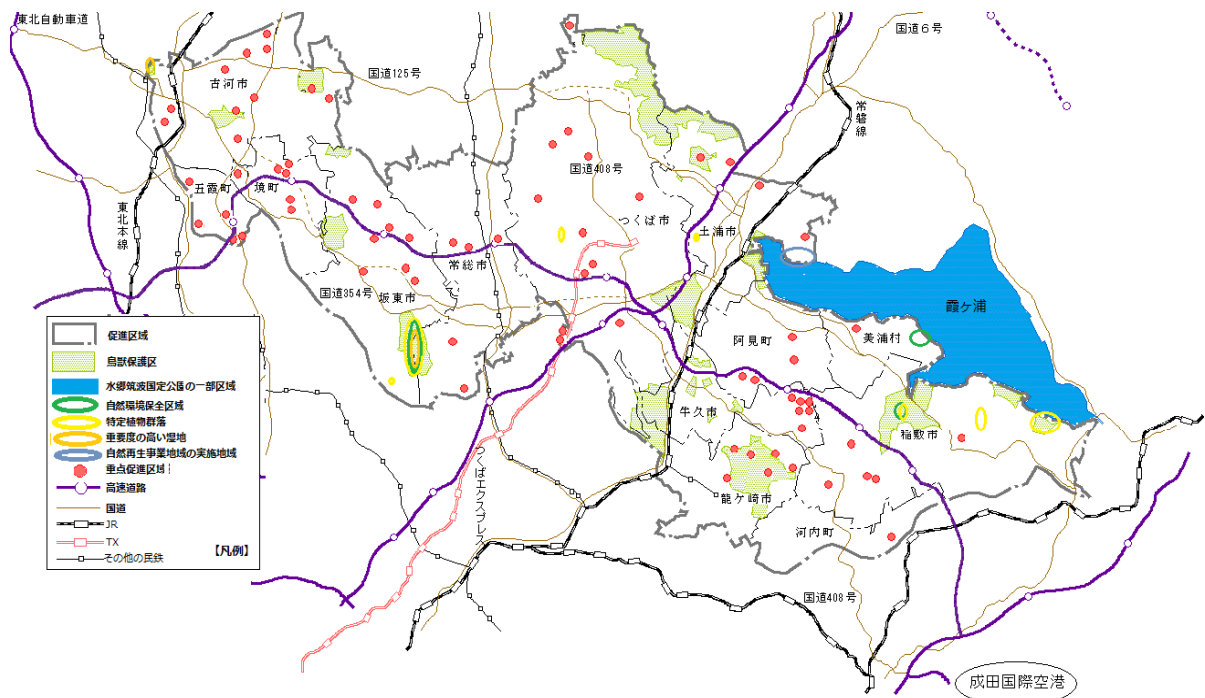 東北自動車道
国道６号
国道125号
古河市
常磐線
国道408号
五霞町
境町
つくば市
土浦市
東北本線
常総市
国道354号
坂東市
霞ヶ浦
阿見町
美浦村
牛久市
稲敷市
龍ケ崎市
つくばエクスプレス
河内町
国道408号
成田国際空港
促進区域
鳥獣保護区
水郷筑波国定公園の一部区域
自然環境保全区域
特定植物群落
重要度の高い湿地
自然再生事業地域の実施地域
重点促進区域
高速道路
国道
JR
TX
その他の民鉄
【凡例】